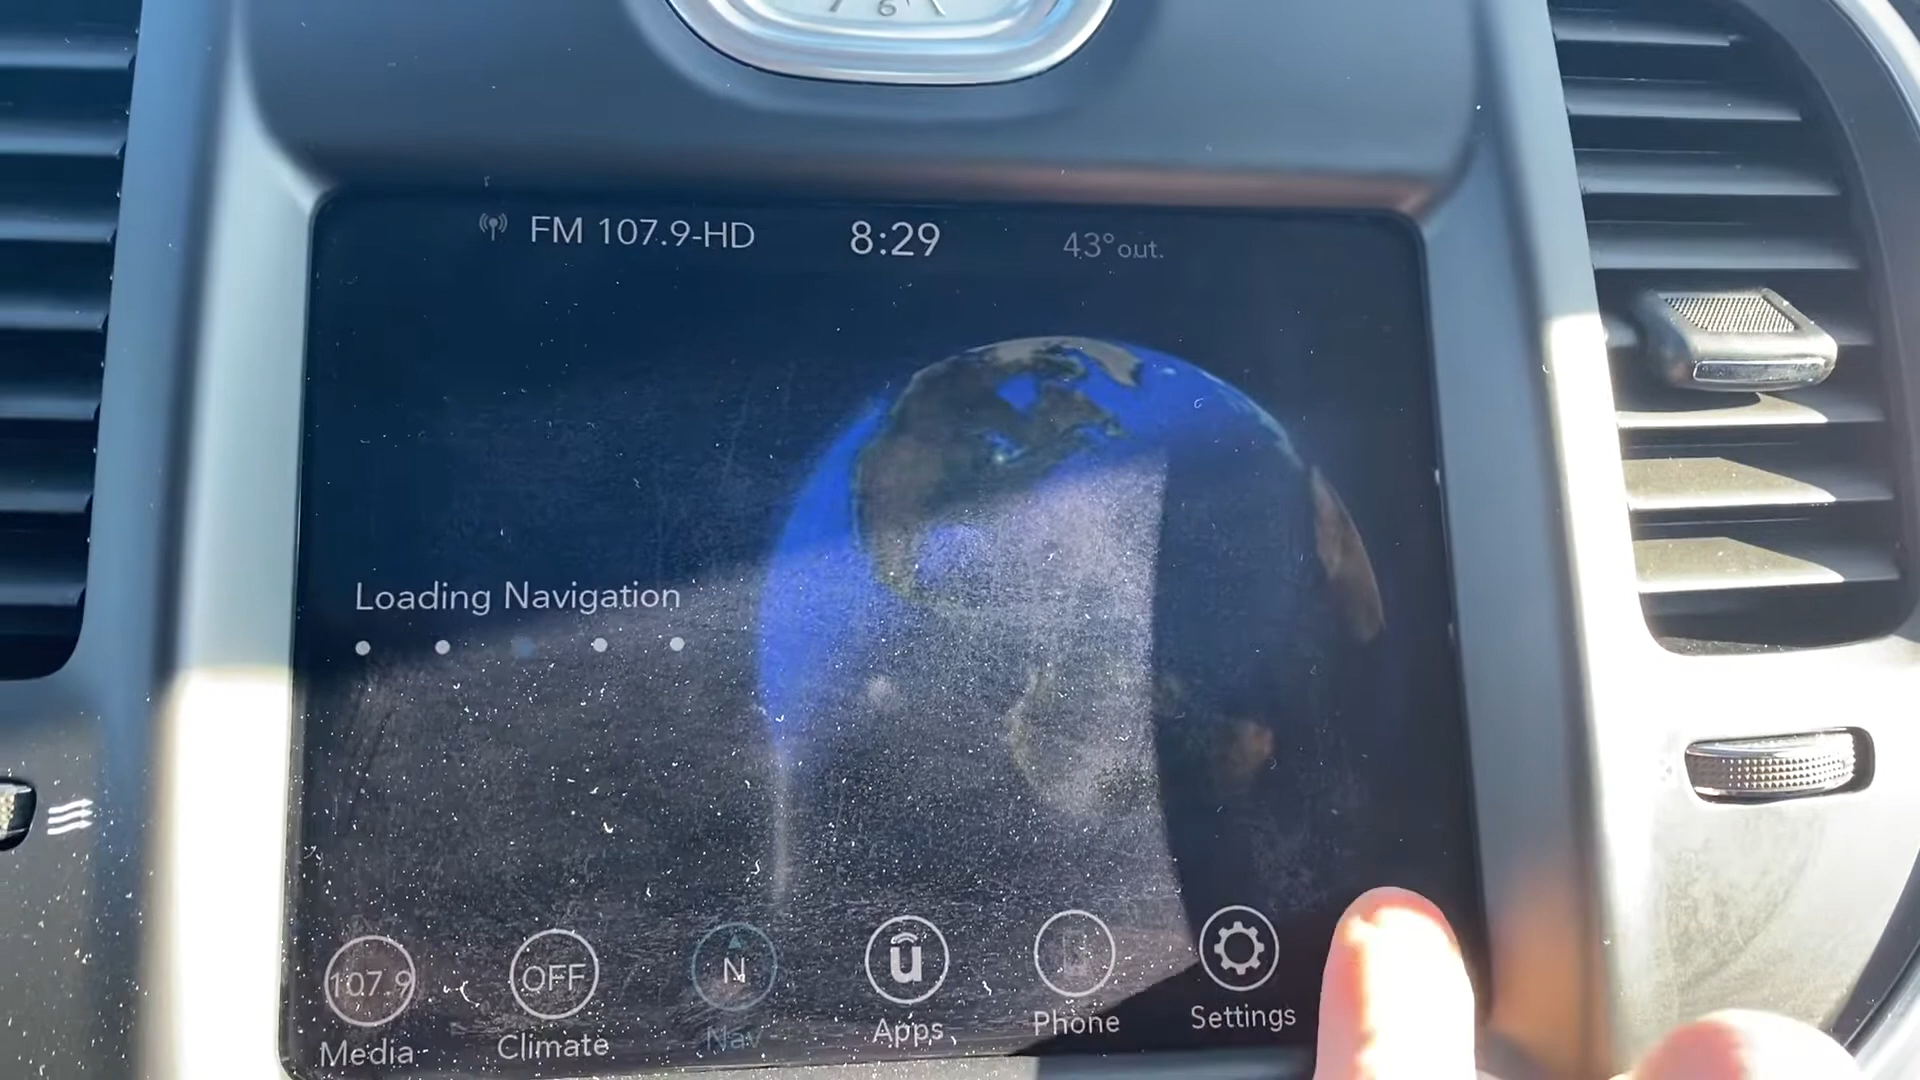 6
FM 107.9-HD 8:29 43° out.
Loading Navigation
107.9 OFF N û
Media Climate Nav Apps Phone Settings